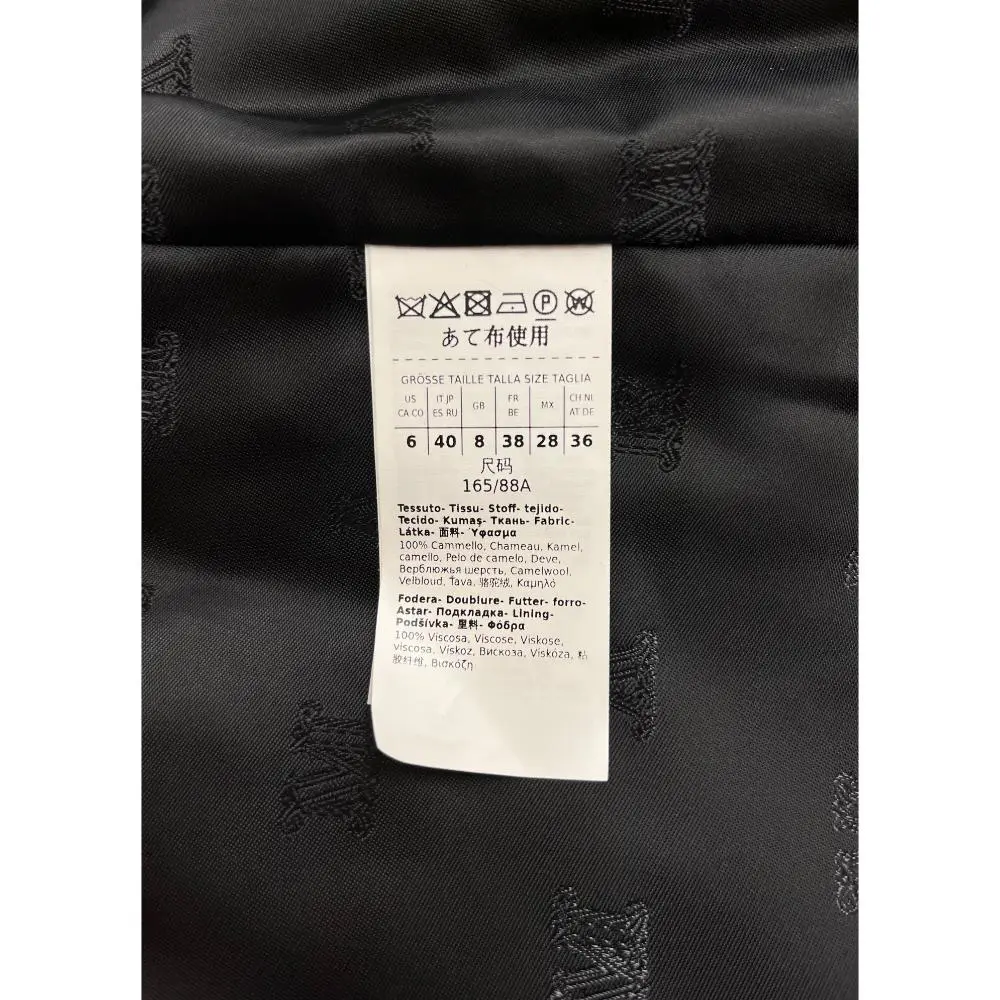 P W
あて布使用
GRÖSSE TAILLE TALLA SIZE TAGLIA
US IT JP GB FR MX CH NL
CA CO ES RU BE AT DE
6 40 8 38 28 36
尺码
165/88A
Tessuto- Tissu- Stoff- tejido-
Tecido- Kumaş- Ткань- Fabric-
Látka- 面料- Ύφασμα
100% Cammello, Chameau, Kamel,
camello, Pelo de camelo, Deve,
Верблюжья шерсть, Camelwool,
Velbloud, Ťava, 骆驼绒, Καμηλό
Fodera- Doublure- Futter- forro-
Astar- Подкладка- Lining-
Podšívka- 里料- Φόδρα
100% Viscosa, Viscose, Viskose,
viscosa, Viskoz, Вискоза, Viskóza, 粘
胶纤维, Βισκόζη